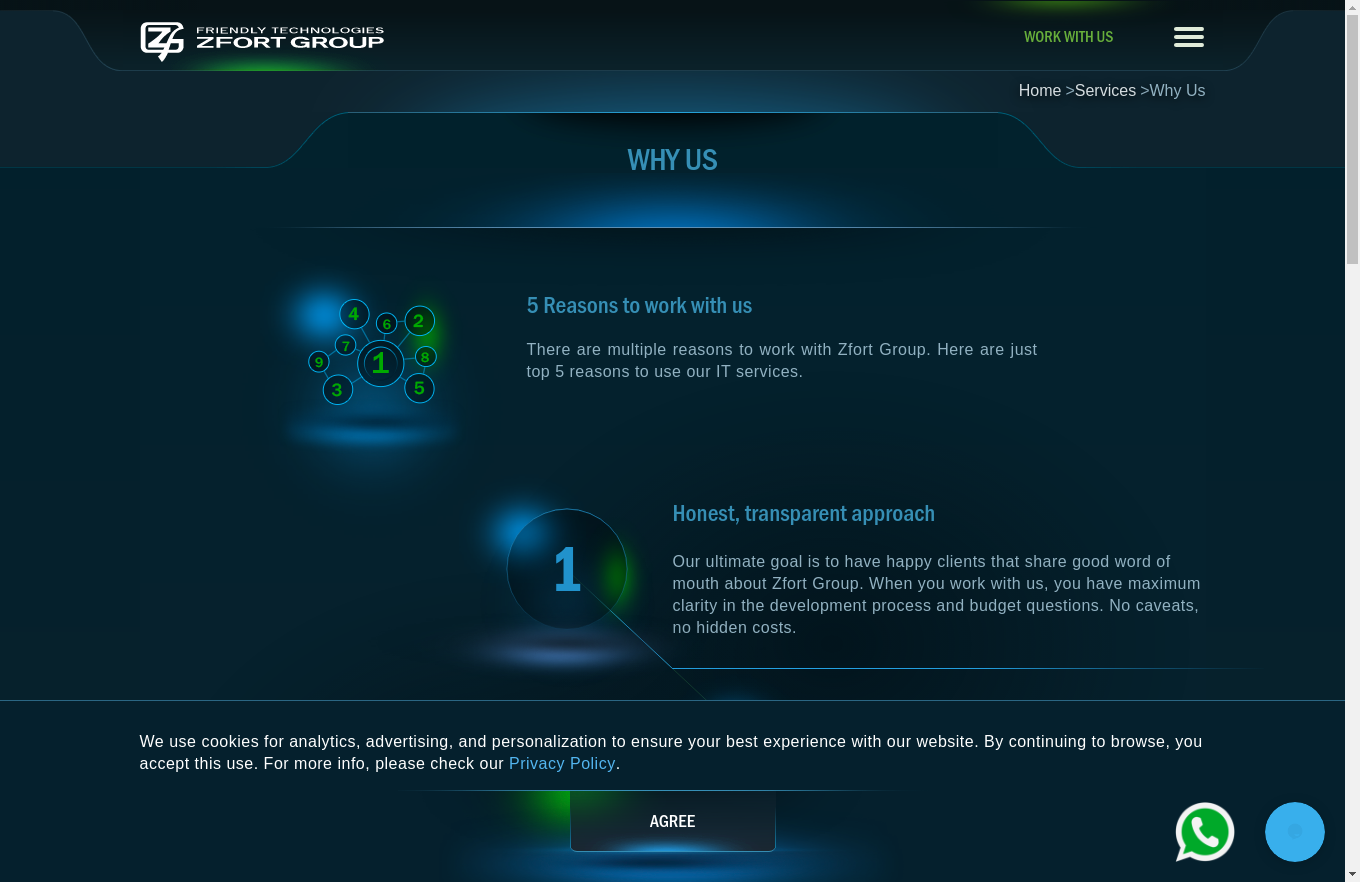 FRIENDLY TECHNOLOGIES
ZFORT GROUP
WORK WITH US
Home >Services >Why Us
WHY US
4
6
2
7
9
1
8
3
5
5 Reasons to work with us
There are multiple reasons to work with Zfort Group. Here are just
top 5 reasons to use our IT services.
1
Honest, transparent approach
Our ultimate goal is to have happy clients that share good word of
mouth about Zfort Group. When you work with us, you have maximum
clarity in the development process and budget questions. No caveats,
no hidden costs.
We use cookies for analytics, advertising, and personalization to ensure your best experience with our website. By continuing to browse, you
accept this use. For more info, please check our Privacy Policy.
AGREE